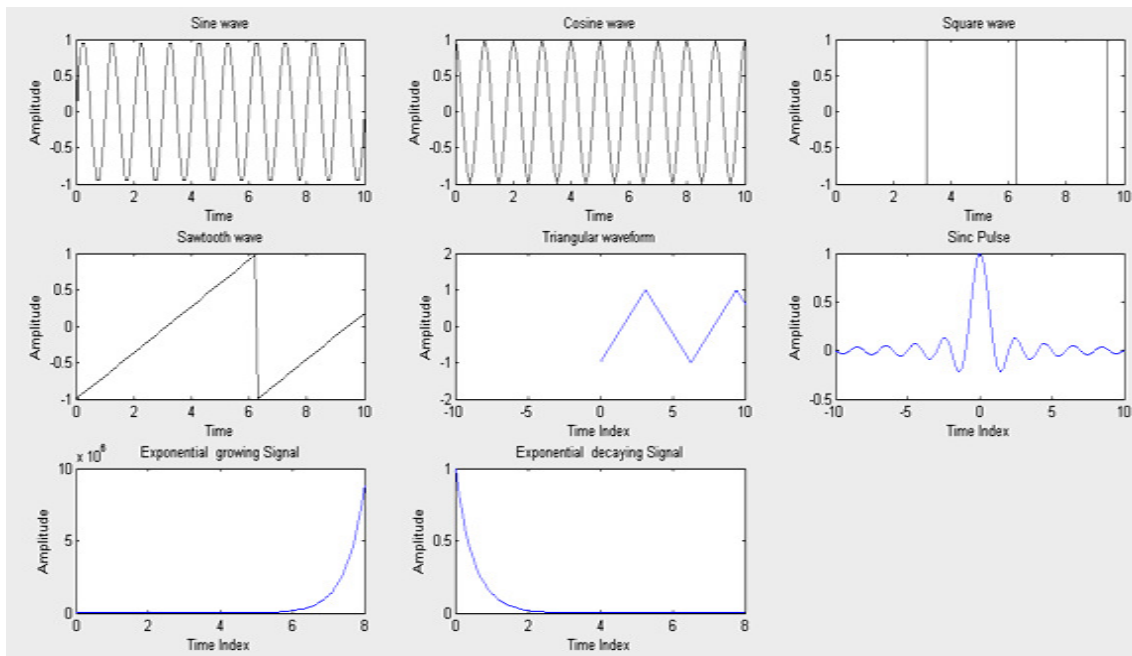 Sine wave
1
0.5
0
-0.5
-1
Amplitude
0 2 4 6 8 10
Time
Cosine wave
1
0.5
0
-0.5
-1
Amplitude
0 2 4 6 8 10
Time
Square wave
1
0.5
0
-0.5
-1
Amplitude
0 2 4 6 8 10
Time
Sawtooth wave
1
0.5
0
-0.5
-1
Amplitude
0 2 4 6 8 10
Time
Triangular waveform
2
1
0
-1
-2
Amplitude
-10 -5 0 5 10
Time Index
Sinc Pulse
1
0.5
0
-0.5
Amplitude
-10 -5 0 5 10
Time Index
Exponential growing Signal
x 10^6
10
5
0
Amplitude
0 2 4 6 8
Time Index
Exponential decaying Signal
1
0.5
0
Amplitude
0 2 4 6 8
Time Index